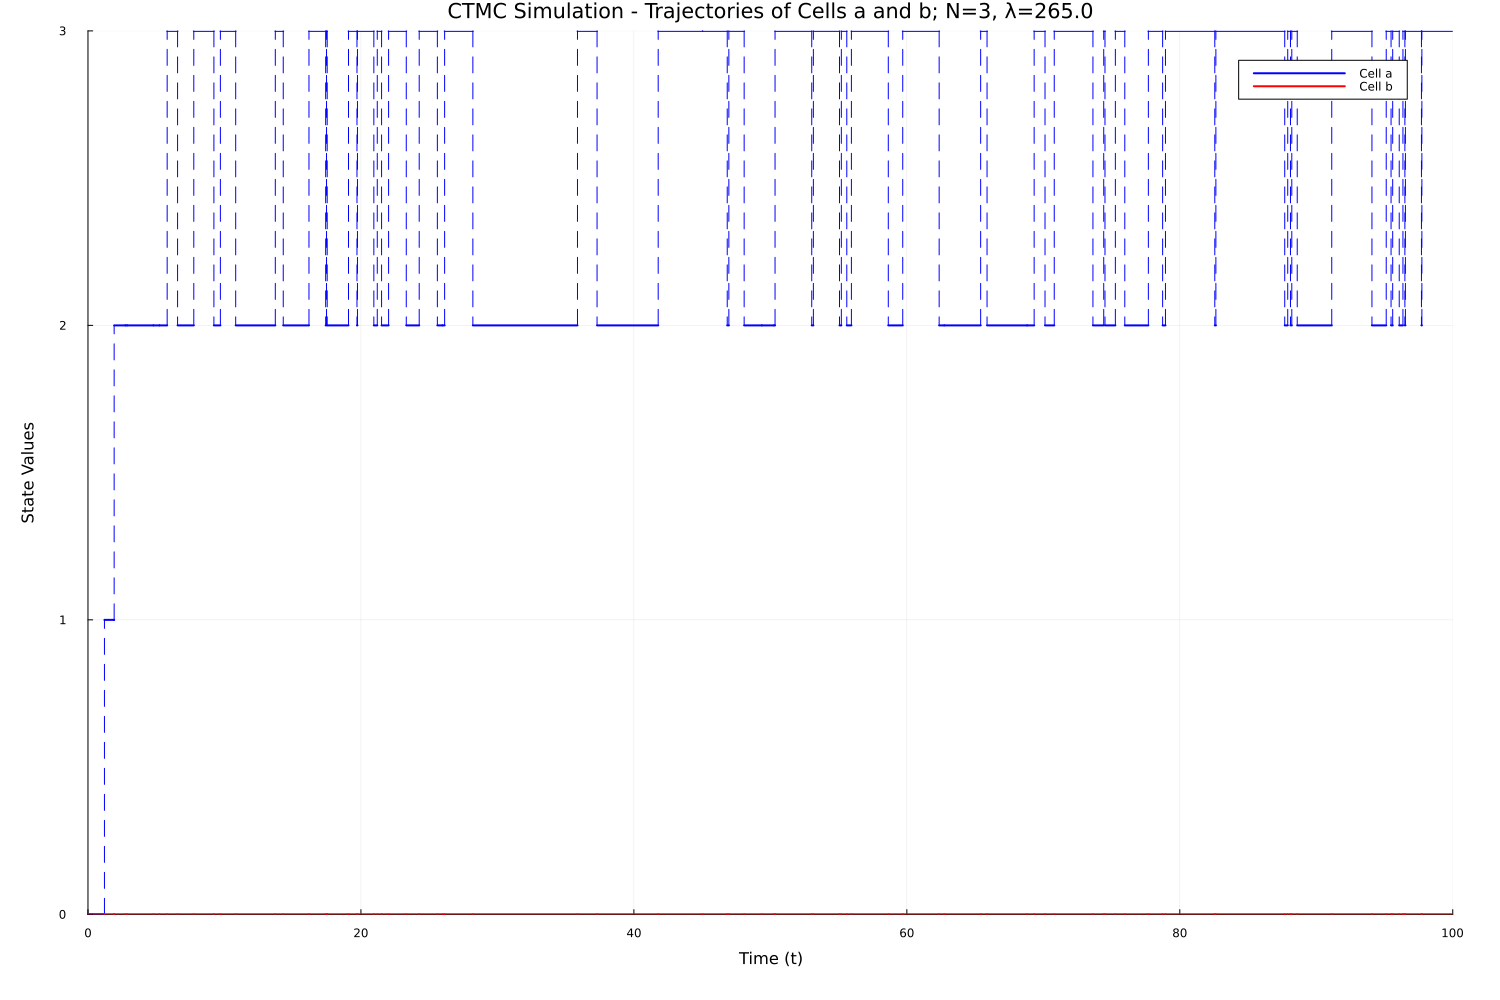 CTMC Simulation - Trajectories of Cells a and b; N=3, λ=265.0
3
Cell a
Cell b
2
State Values
1
0
0 20 40 60 80 100
Time (t)